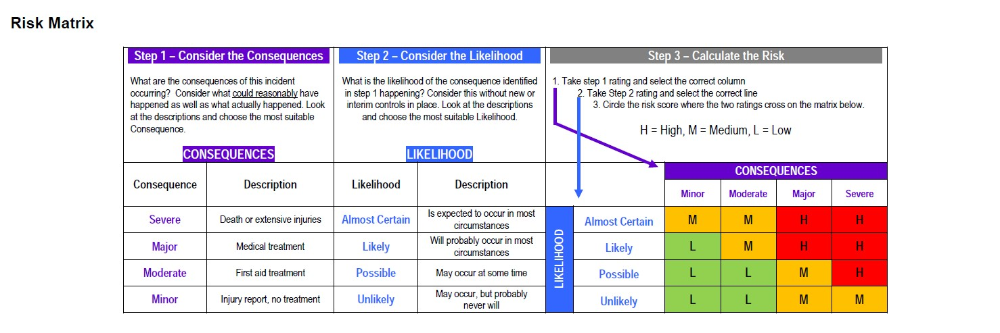 Risk Matrix
Step 1 – Consider the Consequences
What are the consequences of this incident
occurring? Consider what could reasonably have
happened as well as what actually happened. Look
at the descriptions and choose the most suitable
Consequence.
CONSEQUENCES
Step 2 – Consider the Likelihood
What is the likelihood of the consequence identified
in step 1 happening? Consider this without new or
interim controls in place. Look at the descriptions
and choose the most suitable Likelihood.
LIKELIHOOD
Step 3 – Calculate the Risk
1. Take step 1 rating and select the correct column
2. Take Step 2 rating and select the correct line
3. Circle the risk score where the two ratings cross on the matrix below.
H = High, M = Medium, L = Low
Consequence Description
Severe Death or extensive injuries
Major Medical treatment
Moderate First aid treatment
Minor Injury report, no treatment
Likelihood Description
Almost Certain Is expected to occur in most
circumstances
Likely Will probably occur in most
circumstances
Possible May occur at some time
Unlikely May occur, but probably
never will
CONSEQUENCES
Minor Moderate Major Severe
LIKELIHOOD
Almost Certain M M H H
Likely L M H H
Possible L L M H
Unlikely L L M M